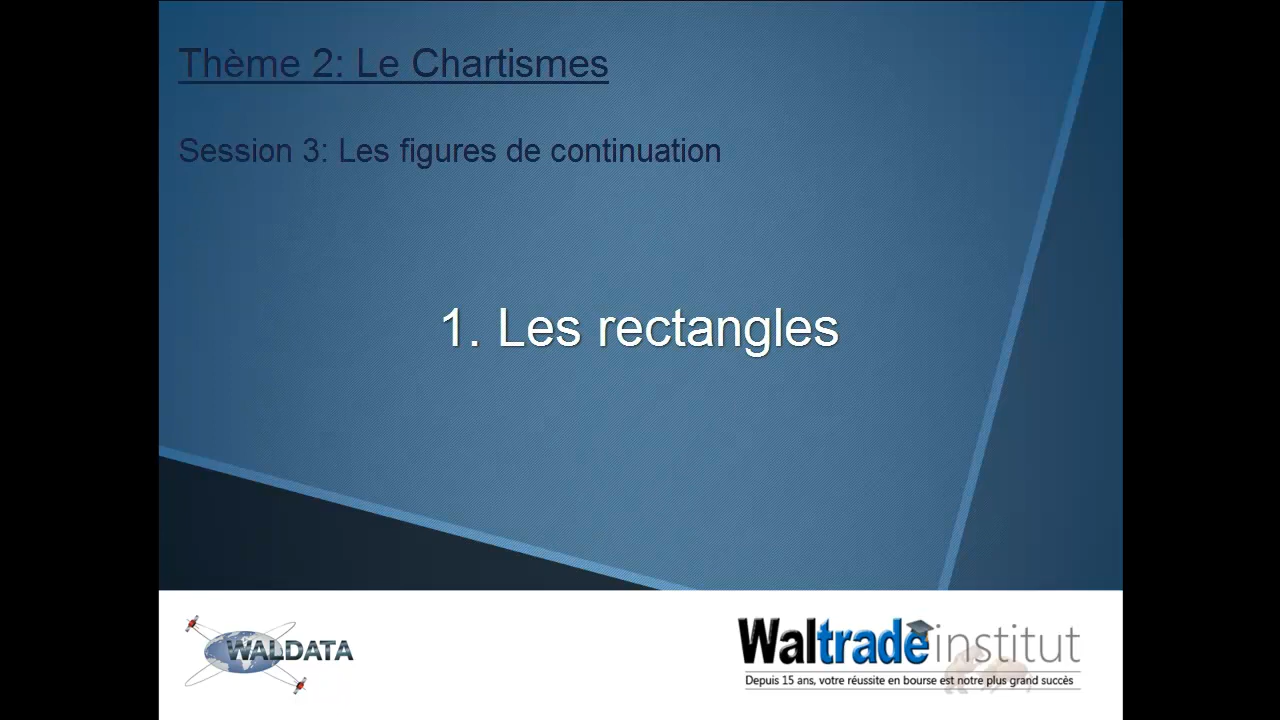 Thème 2: Le Chartismes
Session 3: Les figures de continuation
1. Les rectangles
WALDATA
Waltrade institut
Depuis 15 ans, votre réussite en bourse est notre plus grand succès